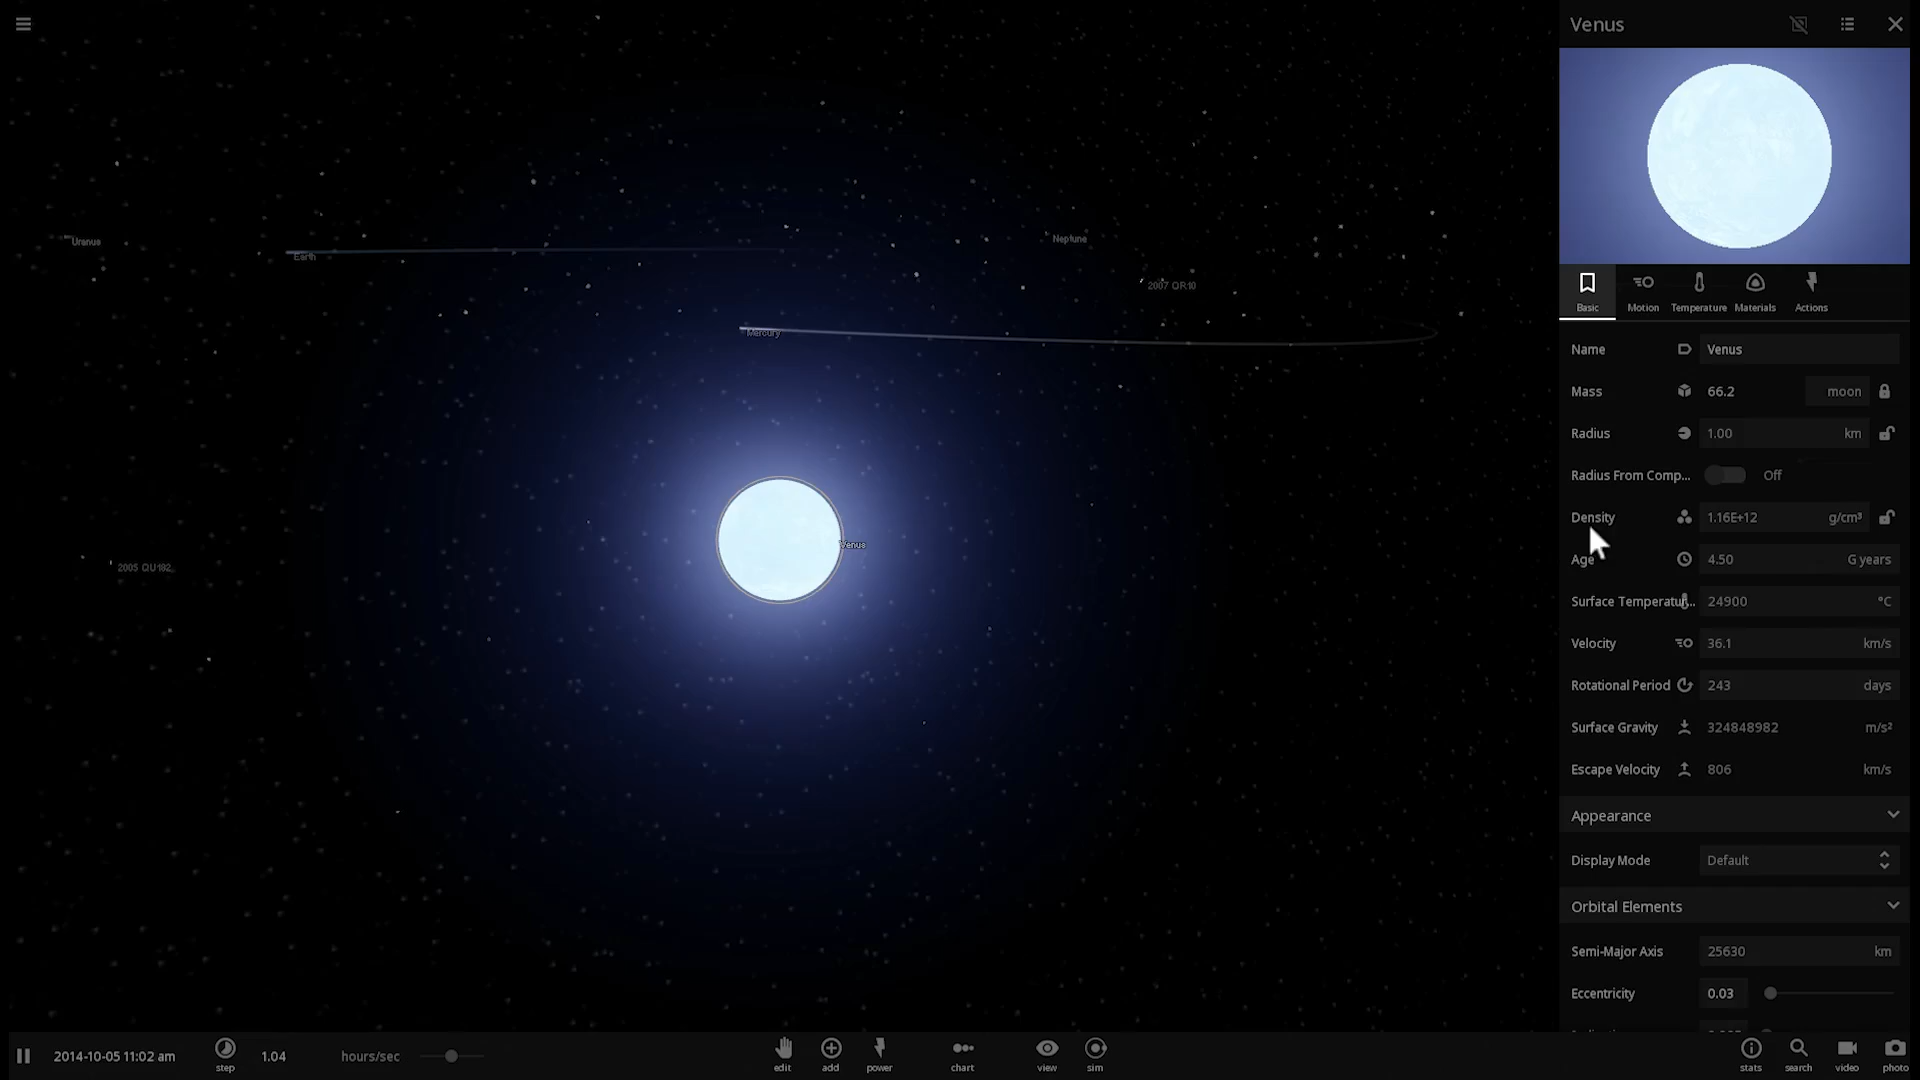 Venus
Uranus
Earth
Neptune
2007 OR10
Mercury
Venus
2005 QU182
Basic
Motion
Temperature
Materials
Actions
Name Venus
Mass 66.2 moon
Radius 1.00 km
Radius From Comp... Off
Density 1.16E+12 g/cm³
Age 4.50 G years
Surface Temperatur... 24900 °C
Velocity 36.1 km/s
Rotational Period 243 days
Surface Gravity 324848982 m/s²
Escape Velocity 806 km/s
Appearance
Display Mode Default
Orbital Elements
Semi-Major Axis 25630 km
Eccentricity 0.03
2014-10-05 11:02 am
step
1.04 hours/sec
edit
add
power
chart
view
sim
stats
search
video
photo